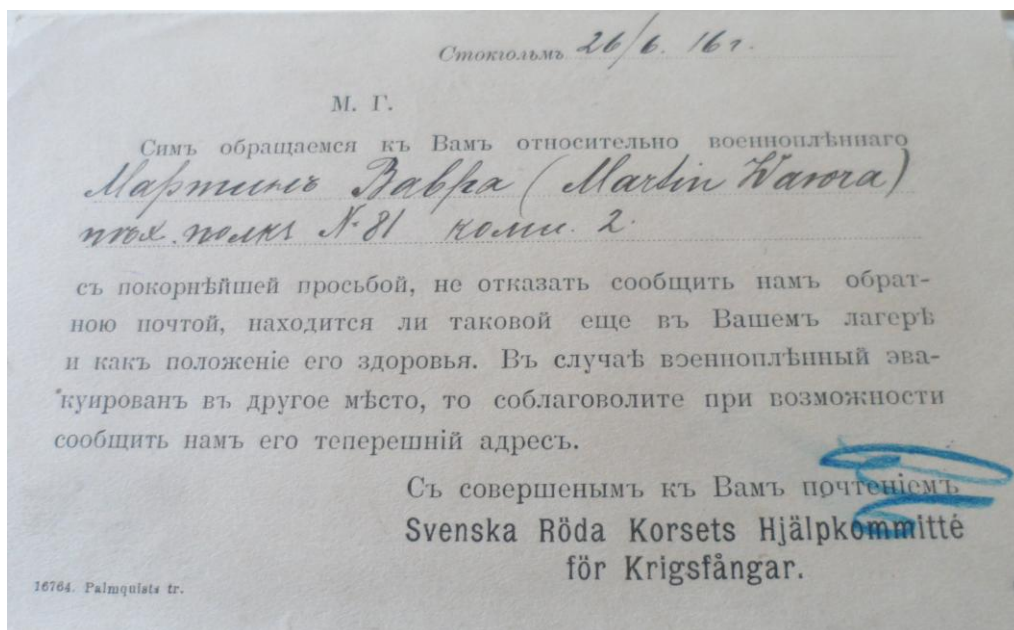 Стокгольмъ 26/6. 16 г.
М. Г.
Симъ обращаемся къ Вамъ относительно военноплѣннаго
Мартинъ Вавра (Martin Wawra)
пѣх. полкъ № 81 комп. 2.
съ покорнѣйшей просьбой, не отказать сообщить намъ обрат-
ною почтой, находится ли таковой еще въ Вашемъ лагерѣ
и какъ положеніе его здоровья. Въ случаѣ военноплѣнный эва-
куированъ въ другое мѣсто, то соблаговолите при возможности
сообщить намъ его теперешній адресъ.
Съ совершенымъ къ Вамъ почтеніемъ
Svenska Röda Korsets Hjälpkommitté
för Krigsfångar.
16764. Palmquists tr.